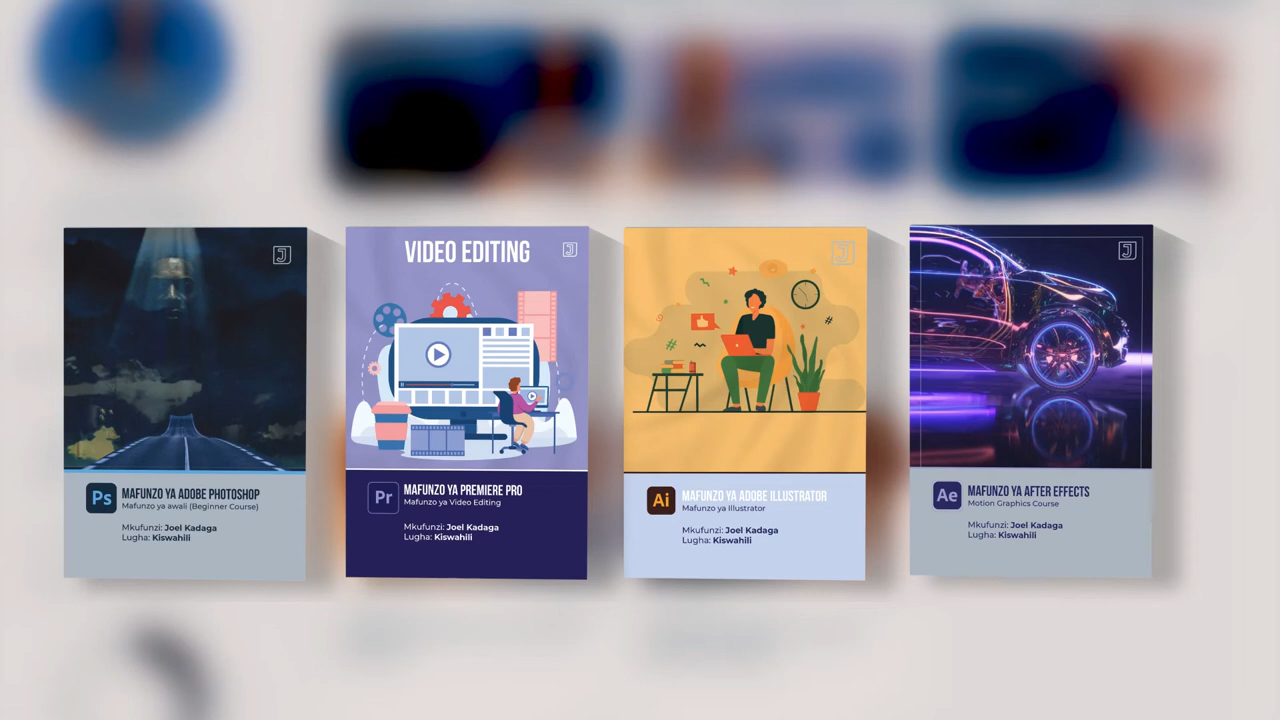 Ps
MAFUNZO YA ADOBE PHOTOSHOP
Mafunzo ya awali (Beginner Course)
Mkufunzi: Joel Kadaga
Lugha: Kiswahili
VIDEO EDITING
Pr
MAFUNZO YA PREMIERE PRO
Mafunzo ya Video Editing
Mkufunzi: Joel Kadaga
Lugha: Kiswahili
Ai
MAFUNZO YA ADOBE ILLUSTRATOR
Mafunzo ya Illustrator
Mkufunzi: Joel Kadaga
Lugha: Kiswahili
Ae
MAFUNZO YA AFTER EFFECTS
Motion Graphics Course
Mkufunzi: Joel Kadaga
Lugha: Kiswahili